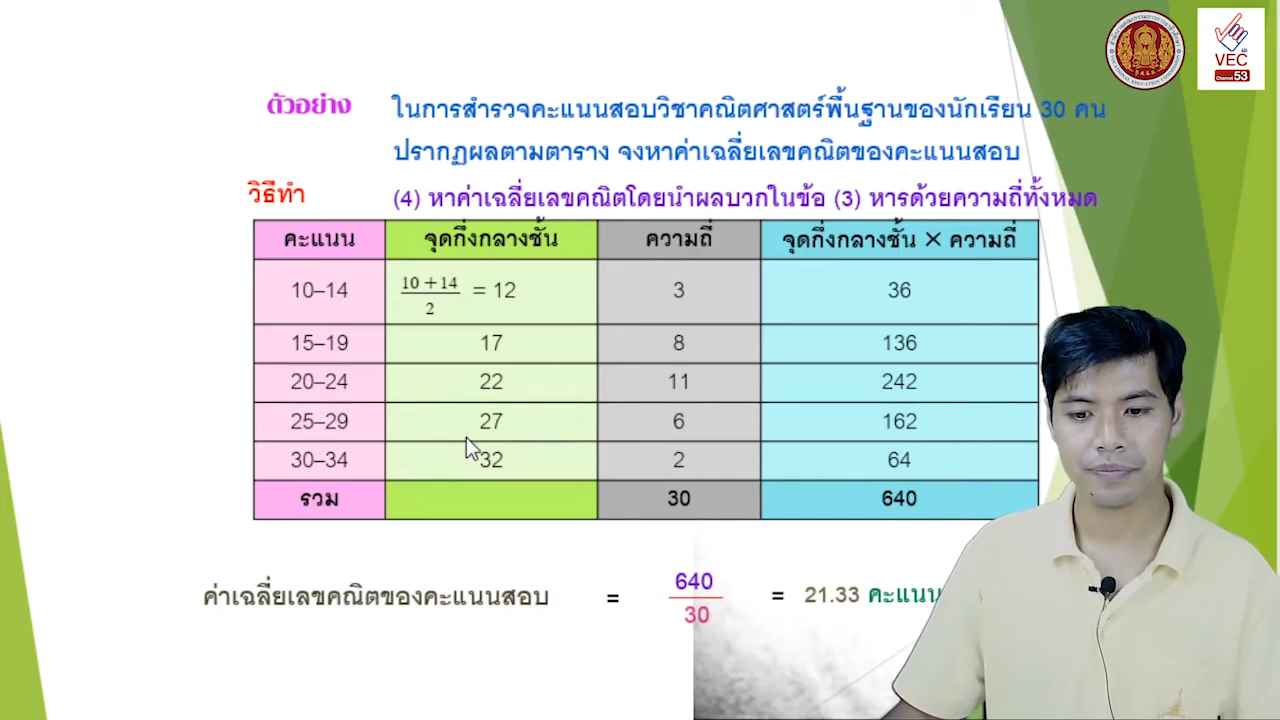 VEC
Channel 53
ตัวอย่าง ในการสำรวจคะแนนสอบวิชาคณิตศาสตร์พื้นฐานของนักเรียน 30 คน
ปรากฏผลตามตาราง จงหาค่าเฉลี่ยเลขคณิตของคะแนนสอบ
วิธีทำ (4) หาค่าเฉลี่ยเลขคณิตโดยนำผลบวกในข้อ (3) หารด้วยความถี่ทั้งหมด
คะแนน จุดกึ่งกลางชั้น ความถี่ จุดกึ่งกลางชั้น × ความถี่
10–14 10 + 14 / 2 = 12 3 36
15–19 17 8 136
20–24 22 11 242
25–29 27 6 162
30–34 32 2 64
รวม 30 640
ค่าเฉลี่ยเลขคณิตของคะแนนสอบ = 640 / 30 = 21.33 คะแนน